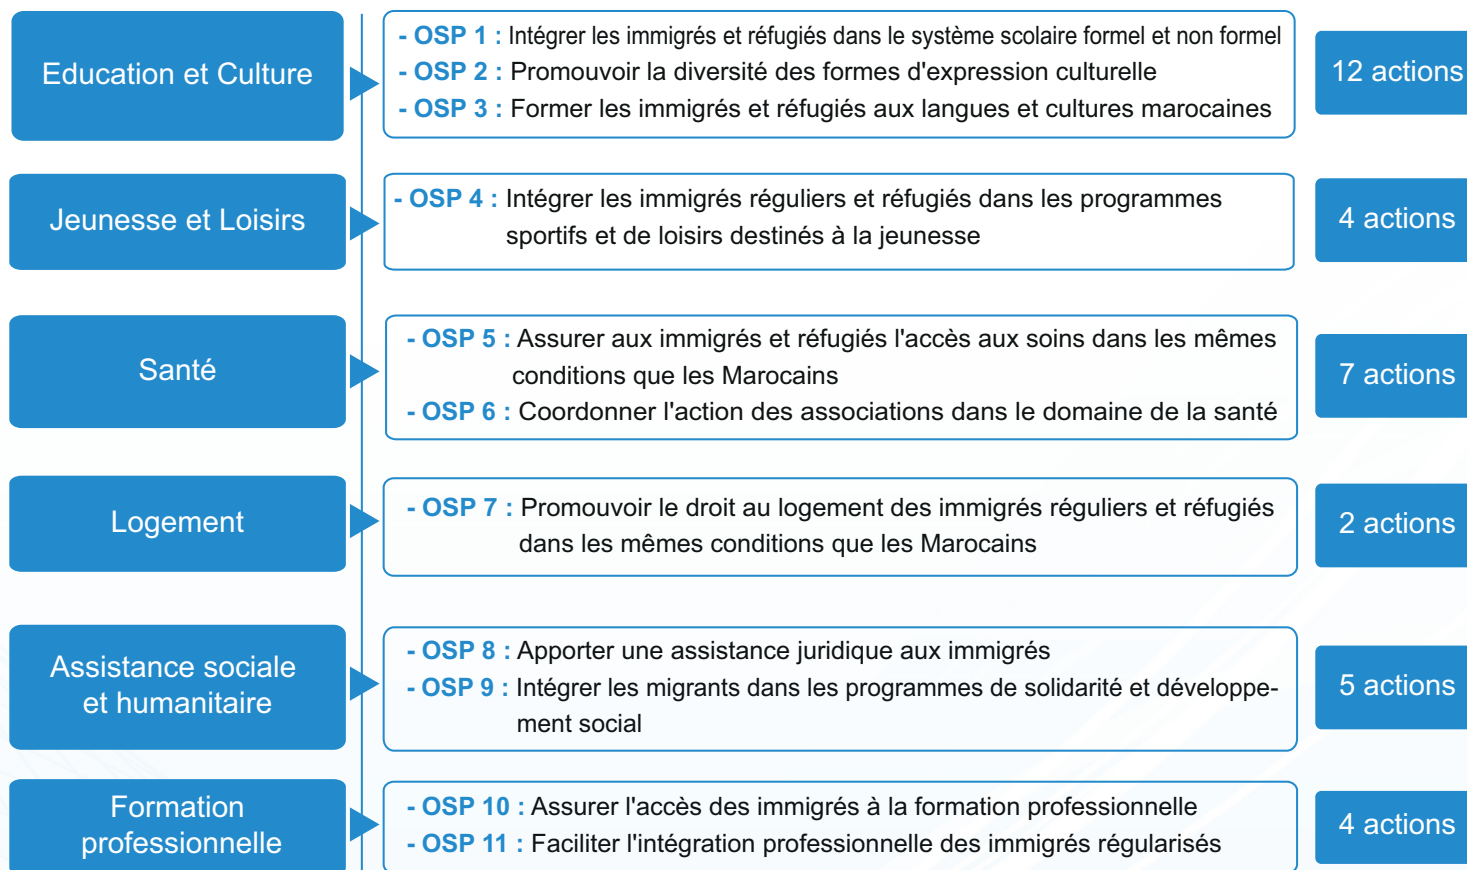 Education et Culture
- OSP 1 : Intégrer les immigrés et réfugiés dans le système scolaire formel et non formel
- OSP 2 : Promouvoir la diversité des formes d'expression culturelle
- OSP 3 : Former les immigrés et réfugiés aux langues et cultures marocaines
12 actions
Jeunesse et Loisirs
- OSP 4 : Intégrer les immigrés réguliers et réfugiés dans les programmes
sportifs et de loisirs destinés à la jeunesse
4 actions
Santé
- OSP 5 : Assurer aux immigrés et réfugiés l'accès aux soins dans les mêmes
conditions que les Marocains
- OSP 6 : Coordonner l'action des associations dans le domaine de la santé
7 actions
Logement
- OSP 7 : Promouvoir le droit au logement des immigrés réguliers et réfugiés
dans les mêmes conditions que les Marocains
2 actions
Assistance sociale
et humanitaire
- OSP 8 : Apporter une assistance juridique aux immigrés
- OSP 9 : Intégrer les migrants dans les programmes de solidarité et développe-
ment social
5 actions
Formation
professionnelle
- OSP 10 : Assurer l'accès des immigrés à la formation professionnelle
- OSP 11 : Faciliter l'intégration professionnelle des immigrés régularisés
4 actions